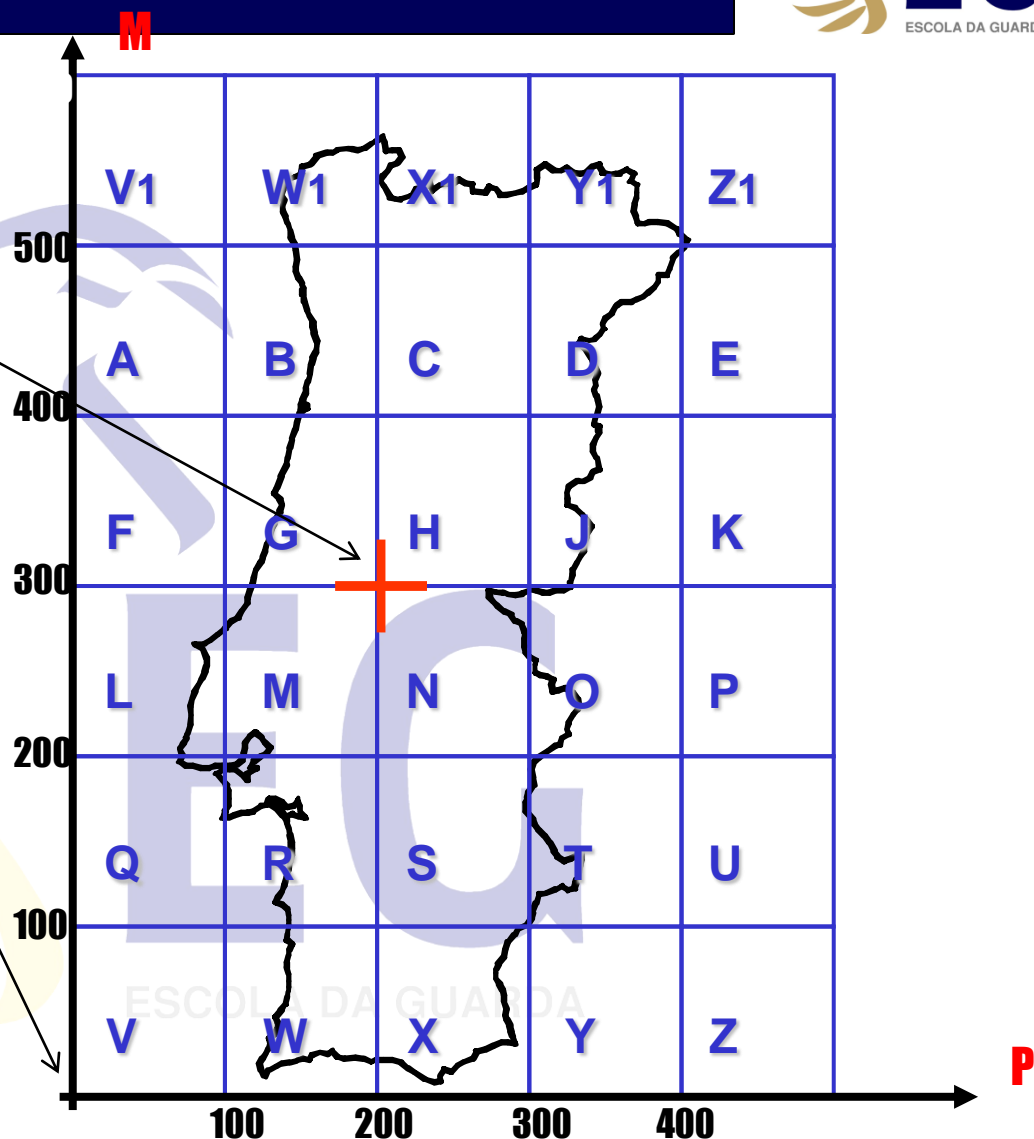 M
ESCOLA DA GUARD
V1 W1 X1 Y1 Z1
500
A B C D E
400
F G H J K
300
L M N O P
200
Q R S T U
100
EG
ESCOLA DA GUARDA
V W X Y Z
P
100 200 300 400